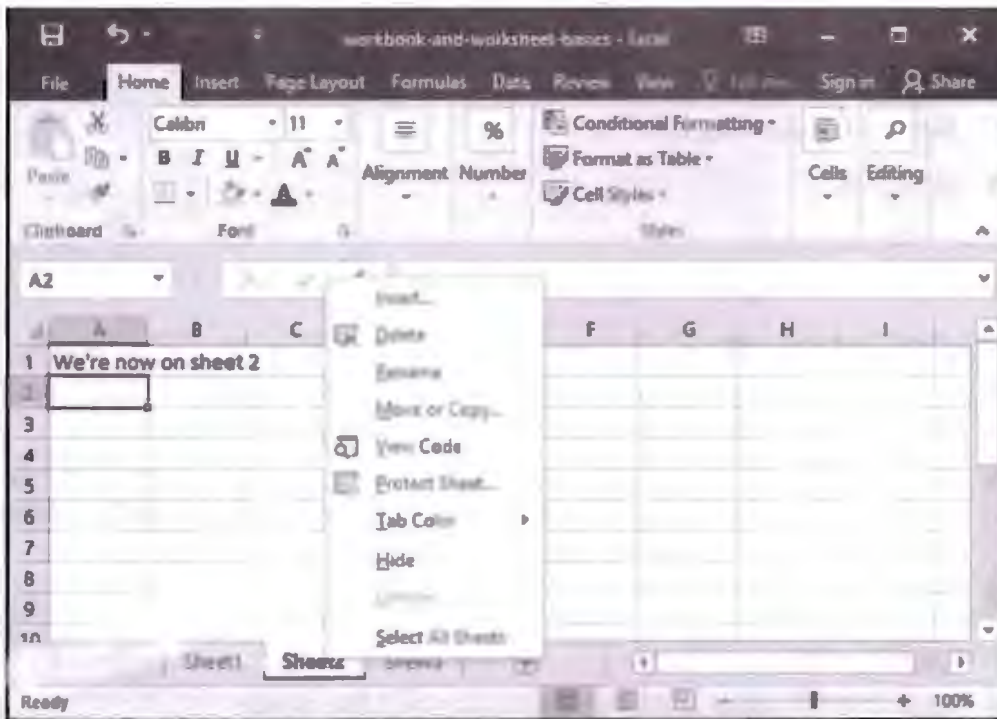 workbook-and-worksheet-basics - Excel
File Home Insert Page Layout Formulas Data Review View Sign in Share
Calibri 11 % Conditional Formatting
Paste B I U A A Alignment Number Format as Table Cells Editing
A Cell Styles
Clipboard Font Styles
A2
Insert...
A B C F G H I
Delete
1 We're now on sheet 2
2
Rename
3
Move or Copy...
4
View Code
5
Protect Sheet...
6
Tab Color
7
Hide
8
9
10
Select All Sheets
Sheet1 Sheet2 Sheet3
Ready 100%